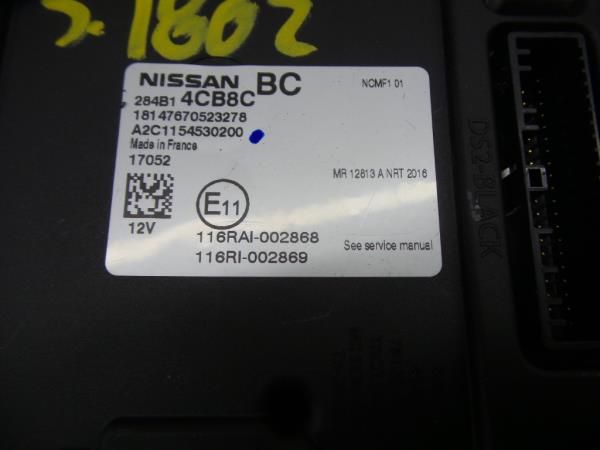 2.1802
NISSAN BC
NCMF1 01
284B1 4CB8C
18147670523278
A2C1154530200
Made in France
17052
MR 12813 A NRT 2016
E11
12V
116RAI-002868
See service manual
116RI-002869
DS2-BLACK